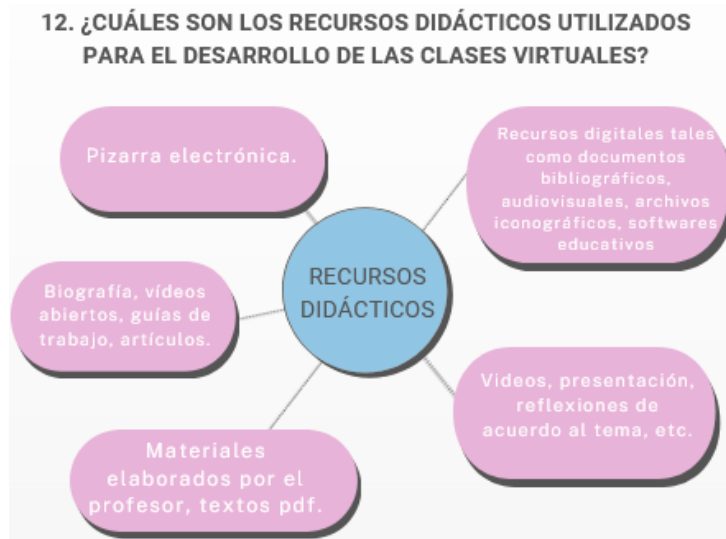 12. ¿CUÁLES SON LOS RECURSOS DIDÁCTICOS UTILIZADOS
PARA EL DESARROLLO DE LAS CLASES VIRTUALES?
Pizarra electrónica.
Recursos digitales tales
como documentos
bibliográficos,
audiovisuales, archivos
iconográficos, softwares
educativos
RECURSOS
DIDÁCTICOS
Biografía, vídeos
abiertos, guías de
trabajo, artículos.
Videos, presentación,
reflexiones de
acuerdo al tema, etc.
Materiales
elaborados por el
profesor, textos pdf.